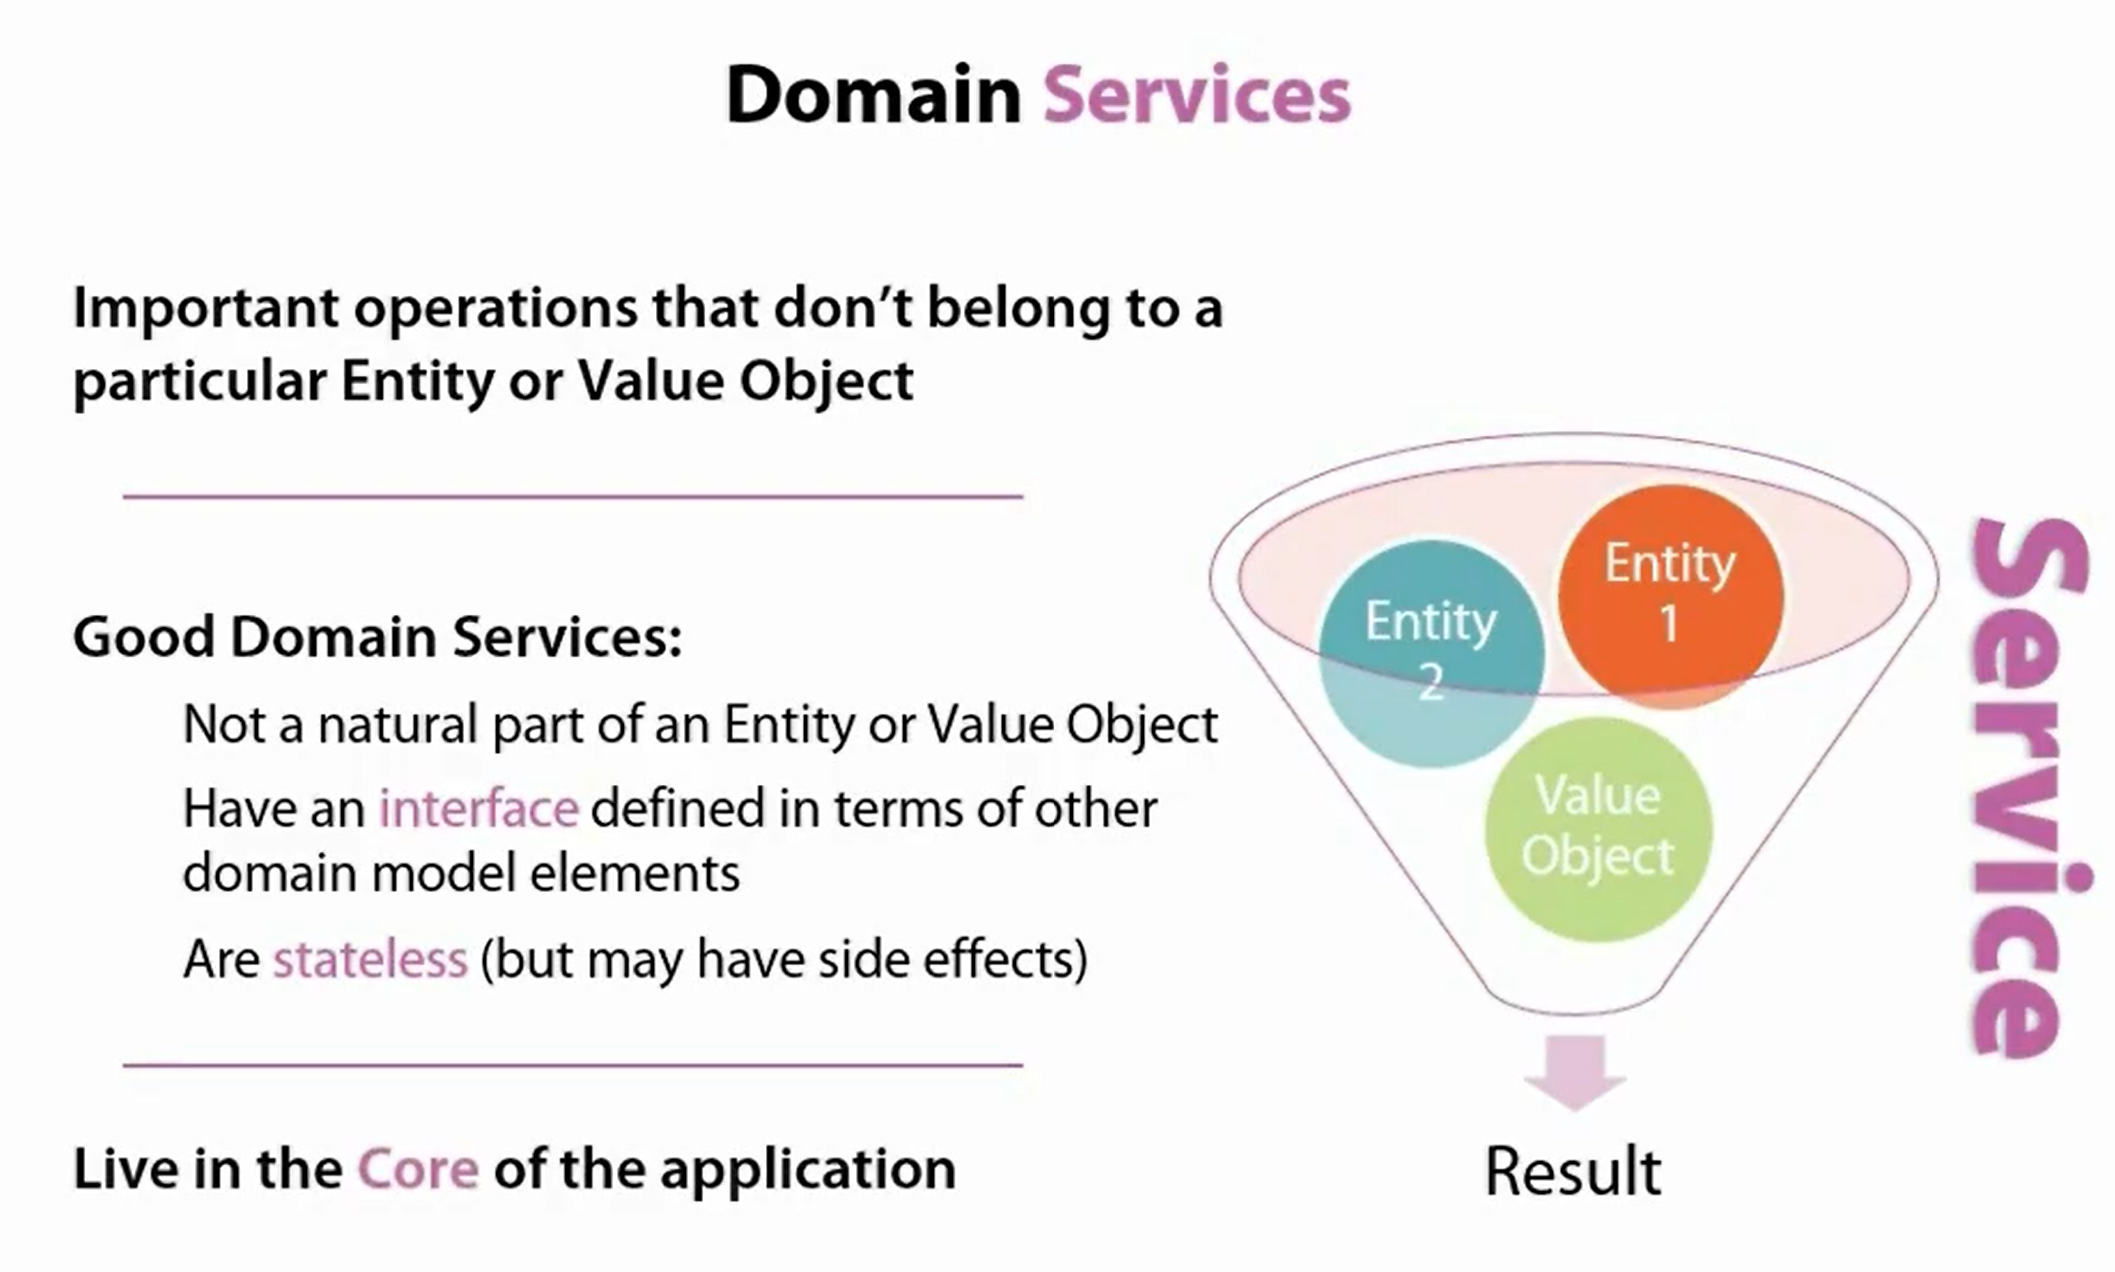 Domain Services
Important operations that don't belong to a
particular Entity or Value Object
Good Domain Services:
Not a natural part of an Entity or Value Object
Have an interface defined in terms of other
domain model elements
Are stateless (but may have side effects)
Live in the Core of the application
Entity
1
Entity
2
Value
Object
Result
Service